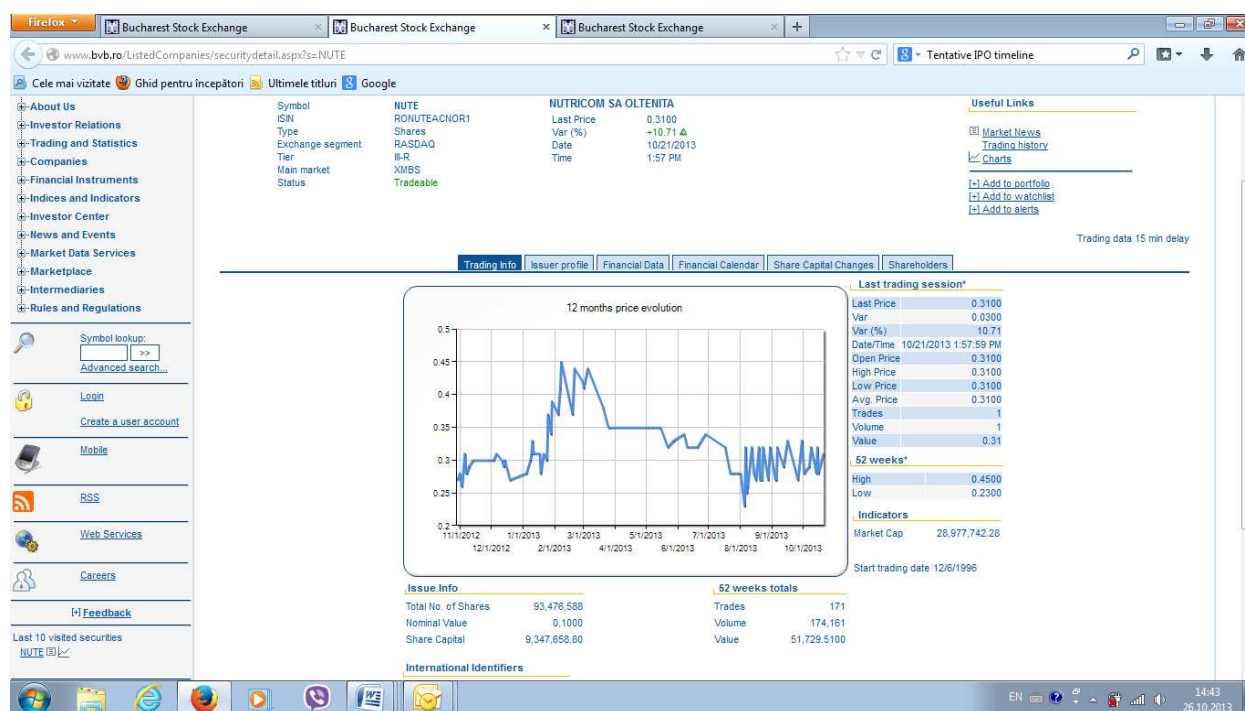 Firefox
Bucharest Stock Exchange
Bucharest Stock Exchange
Bucharest Stock Exchange
www.bvb.ro/ListedCompanies/securitydetail.aspx?s=NUTE
Tentative IPO timeline
Cele mai vizitate
Ghid pentru începători
Ultimele titluri
Google
About Us
Investor Relations
Trading and Statistics
Companies
Financial Instruments
Indices and Indicators
Investor Center
News and Events
Market Data Services
Marketplace
Intermediaries
Rules and Regulations
Symbol lookup:
>>
Advanced search...
Login
Create a user account
Mobile
RSS
Web Services
Careers
[+] Feedback
Last 10 visited securities
NUTE
Symbol NUTE
ISIN RONUTEACNOR1
Type Shares
Exchange segment RASDAQ
Tier III-R
Main market XMBS
Status Tradeable
NUTRICOM SA OLTENITA
Last Price 0.3100
Var (%) +10.71
Date 10/21/2013
Time 1:57 PM
Useful Links
Market News
Trading history
Charts
[+] Add to portfolio
[+] Add to watchlist
[+] Add to alerts
Trading data 15 min delay
Trading Info
Issuer profile
Financial Data
Financial Calendar
Share Capital Changes
Shareholders
12 months price evolution
0.5
0.45
0.4
0.35
0.3
0.25
0.2
11/1/2012 1/1/2013 3/1/2013 5/1/2013 7/1/2013 9/1/2013
12/1/2012 2/1/2013 4/1/2013 6/1/2013 8/1/2013 10/1/2013
Last trading session*
Last Price 0.3100
Var 0.0300
Var (%) 10.71
Date/Time 10/21/2013 1:57:59 PM
Open Price 0.3100
High Price 0.3100
Low Price 0.3100
Avg. Price 0.3100
Trades 1
Volume 1
Value 0.31
52 weeks*
High 0.4500
Low 0.2300
Indicators
Market Cap 28,977,742.28
Start trading date 12/6/1996
Issue Info
Total No. of Shares 93,476,588
Nominal Value 0.1000
Share Capital 9,347,658.80
52 weeks totals
Trades 171
Volume 174,161
Value 51,729.5100
International Identifiers
EN
14:43
26.10.2013